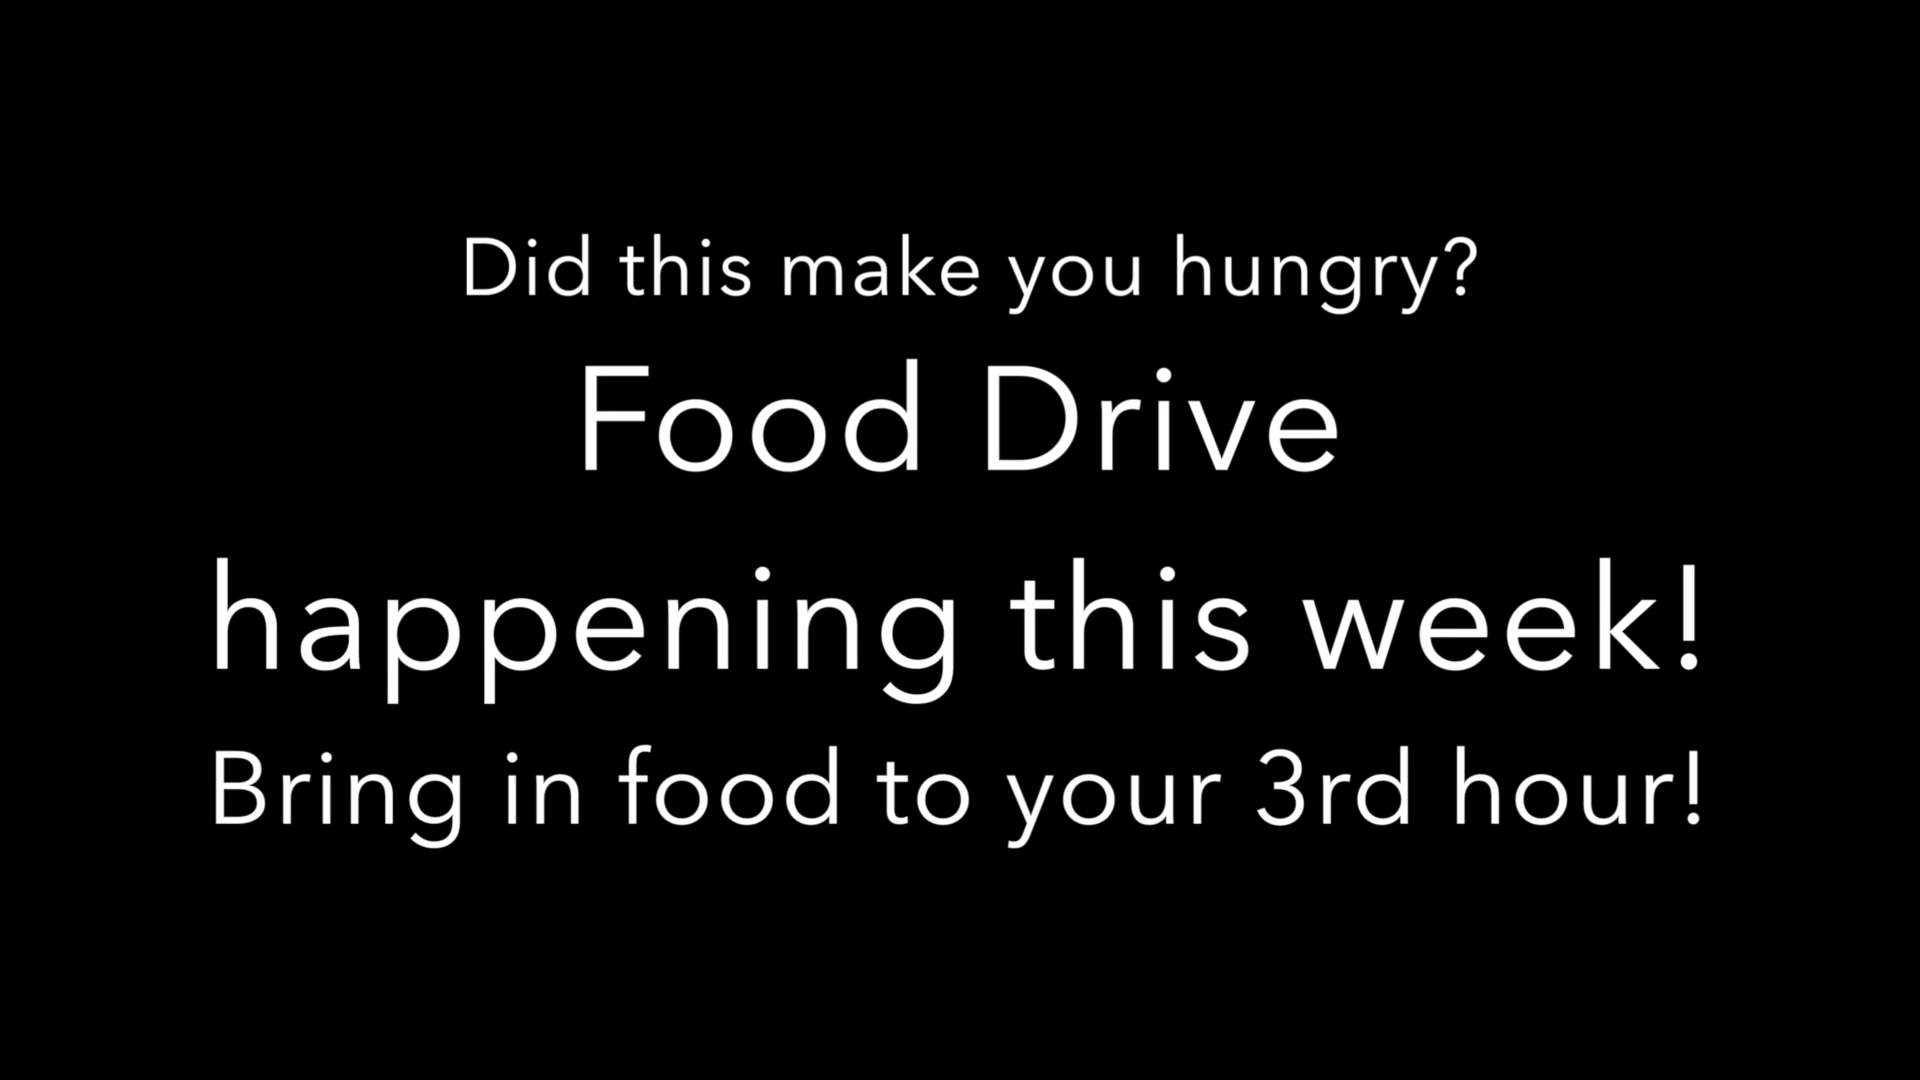 Did this make you hungry?
Food Drive
happening this week!
Bring in food to your 3rd hour!